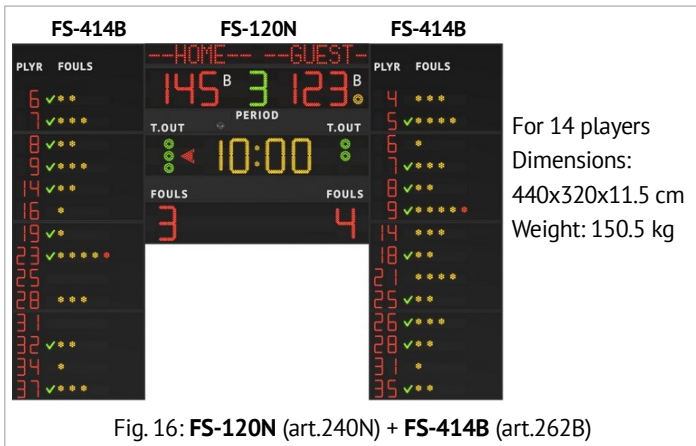 FS-414B FS-120N FS-414B
--HOME-- --GUEST-
145 B 3 123 B
PERIOD
T.OUT T.OUT
10:00
FOULS FOULS
3 4
PLYR FOULS
6
7
8
9
14
16
19
23
25
28
31
32
34
37
PLYR FOULS
4
5
6
7
8
9
14
18
21
25
26
28
31
35
For 14 players
Dimensions:
440x320x11.5 cm
Weight: 150.5 kg
Fig. 16: FS-120N (art.240N) + FS-414B (art.262B)